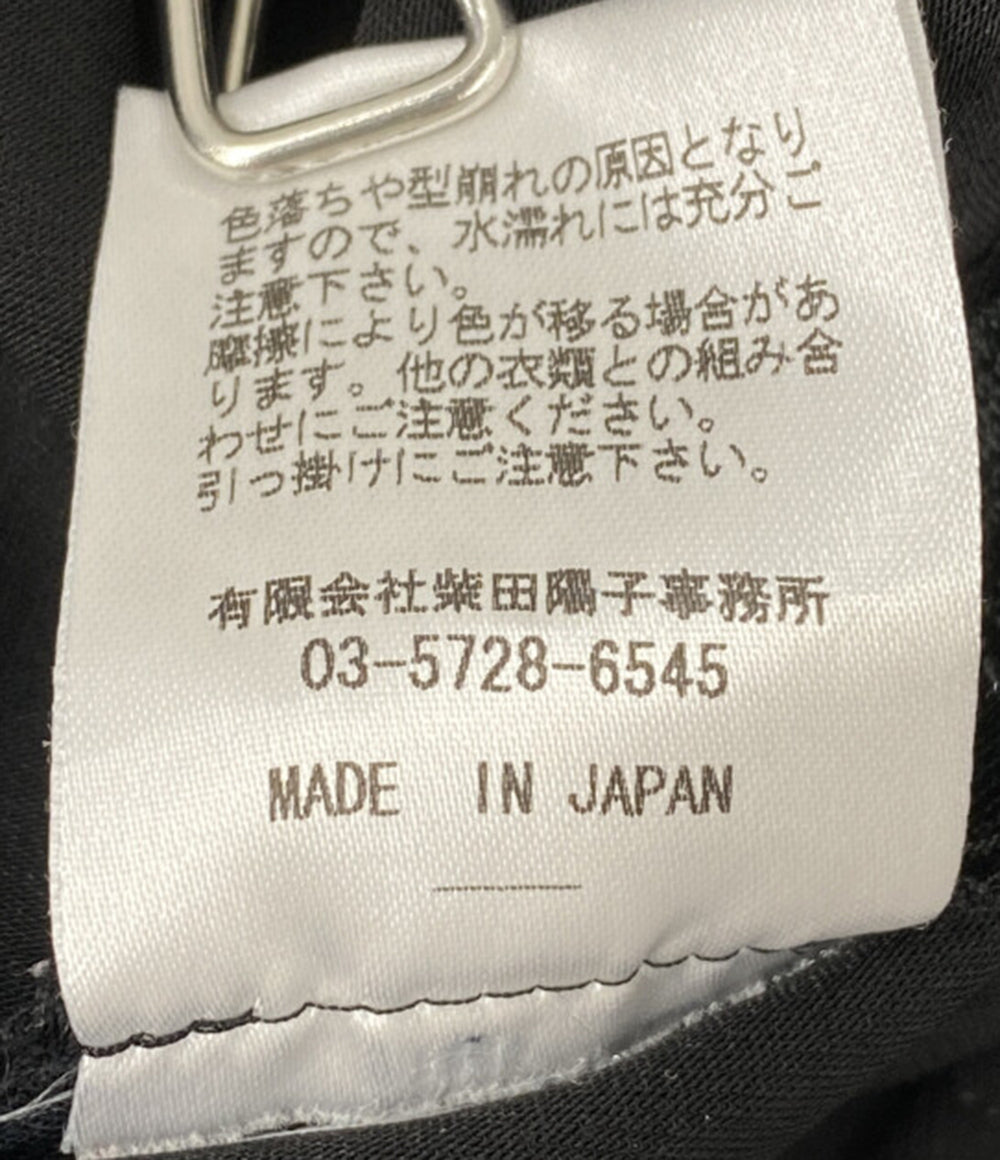 色落ちや型崩れの原因となり
ますので、水濡れには充分ご
注意下さい。
摩擦により色が移る場合があ
ります。他の衣類との組み合
わせにご注意ください。
引っ掛けにご注意下さい。
有限会社柴田陽子事務所
03-5728-6545
MADE IN JAPAN